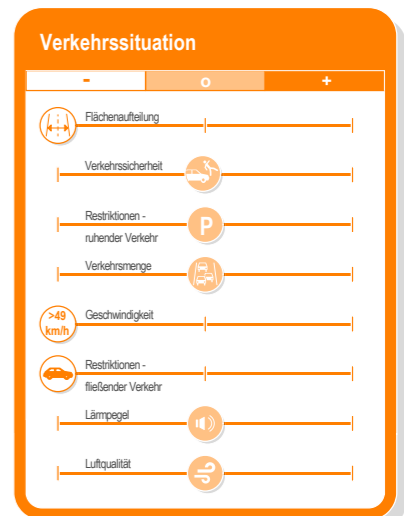 Verkehrssituation
- o +
Flächenaufteilung
Verkehrssicherheit
Restriktionen -
ruhender Verkehr
P
Verkehrsmenge
Geschwindigkeit
>49
km/h
Restriktionen -
fließender Verkehr
Lärmpegel
Luftqualität